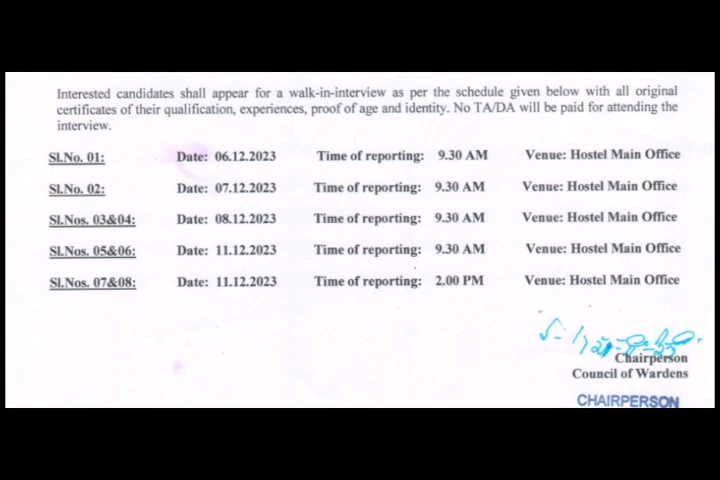 Interested candidates shall appear for a walk-in-interview as per the schedule given below with all original
certificates of their qualification, experiences, proof of age and identity. No TA/DA will be paid for attending the
interview.
Sl.No. 01: Date: 06.12.2023 Time of reporting: 9.30 AM Venue: Hostel Main Office
Sl.No. 02: Date: 07.12.2023 Time of reporting: 9.30 AM Venue: Hostel Main Office
Sl.Nos. 03&04: Date: 08.12.2023 Time of reporting: 9.30 AM Venue: Hostel Main Office
Sl.Nos. 05&06: Date: 11.12.2023 Time of reporting: 9.30 AM Venue: Hostel Main Office
Sl.Nos. 07&08: Date: 11.12.2023 Time of reporting: 2.00 PM Venue: Hostel Main Office
Chairperson
Council of Wardens
CHAIRPERSON